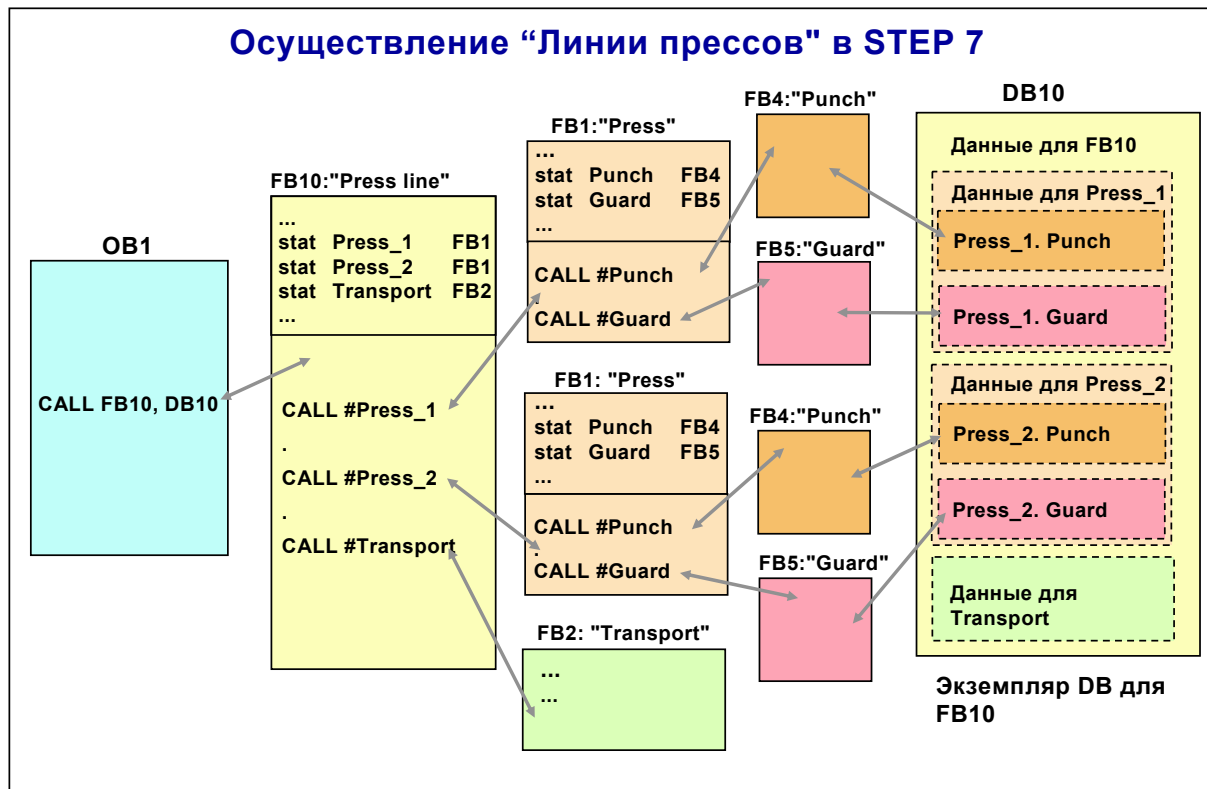 Осуществление “Линии прессов" в STEP 7
OB1
CALL FB10, DB10
FB10:"Press line"
...
stat Press_1 FB1
stat Press_2 FB1
stat Transport FB2
...
CALL #Press_1
.
CALL #Press_2
.
CALL #Transport
FB1:"Press"
...
stat Punch FB4
stat Guard FB5
...
CALL #Punch
.
CALL #Guard
FB1: "Press"
...
stat Punch FB4
stat Guard FB5
...
CALL #Punch
.
CALL #Guard
FB2: "Transport"
...
...
FB4:"Punch"
FB5:"Guard"
FB4:"Punch"
FB5:"Guard"
DB10
Данные для FB10
Данные для Press_1
Press_1. Punch
Press_1. Guard
Данные для Press_2
Press_2. Punch
Press_2. Guard
Данные для
Transport
Экземпляр DB для
FB10